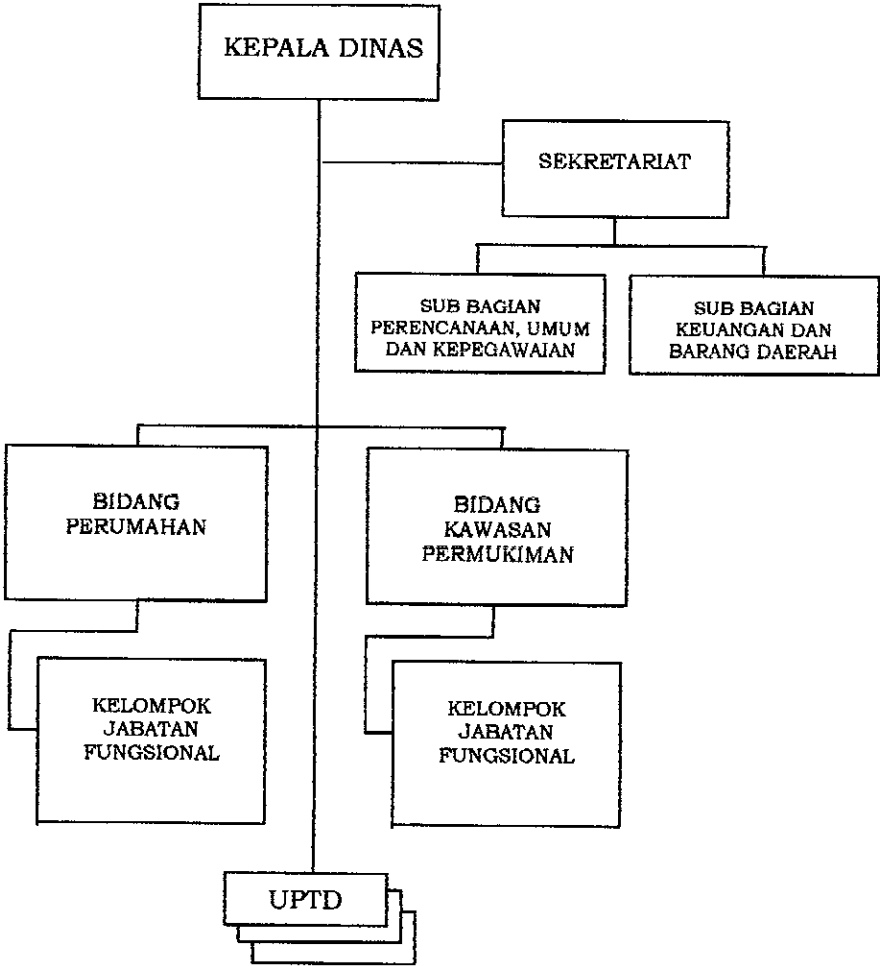 KEPALA DINAS
SEKRETARIAT
SUB BAGIAN
PERENCANAAN, UMUM
DAN KEPEGAWAIAN
SUB BAGIAN
KEUANGAN DAN
BARANG DAERAH
BIDANG
PERUMAHAN
BIDANG
KAWASAN
PERMUKIMAN
KELOMPOK
JABATAN
FUNGSIONAL
KELOMPOK
JABATAN
FUNGSIONAL
UPTD